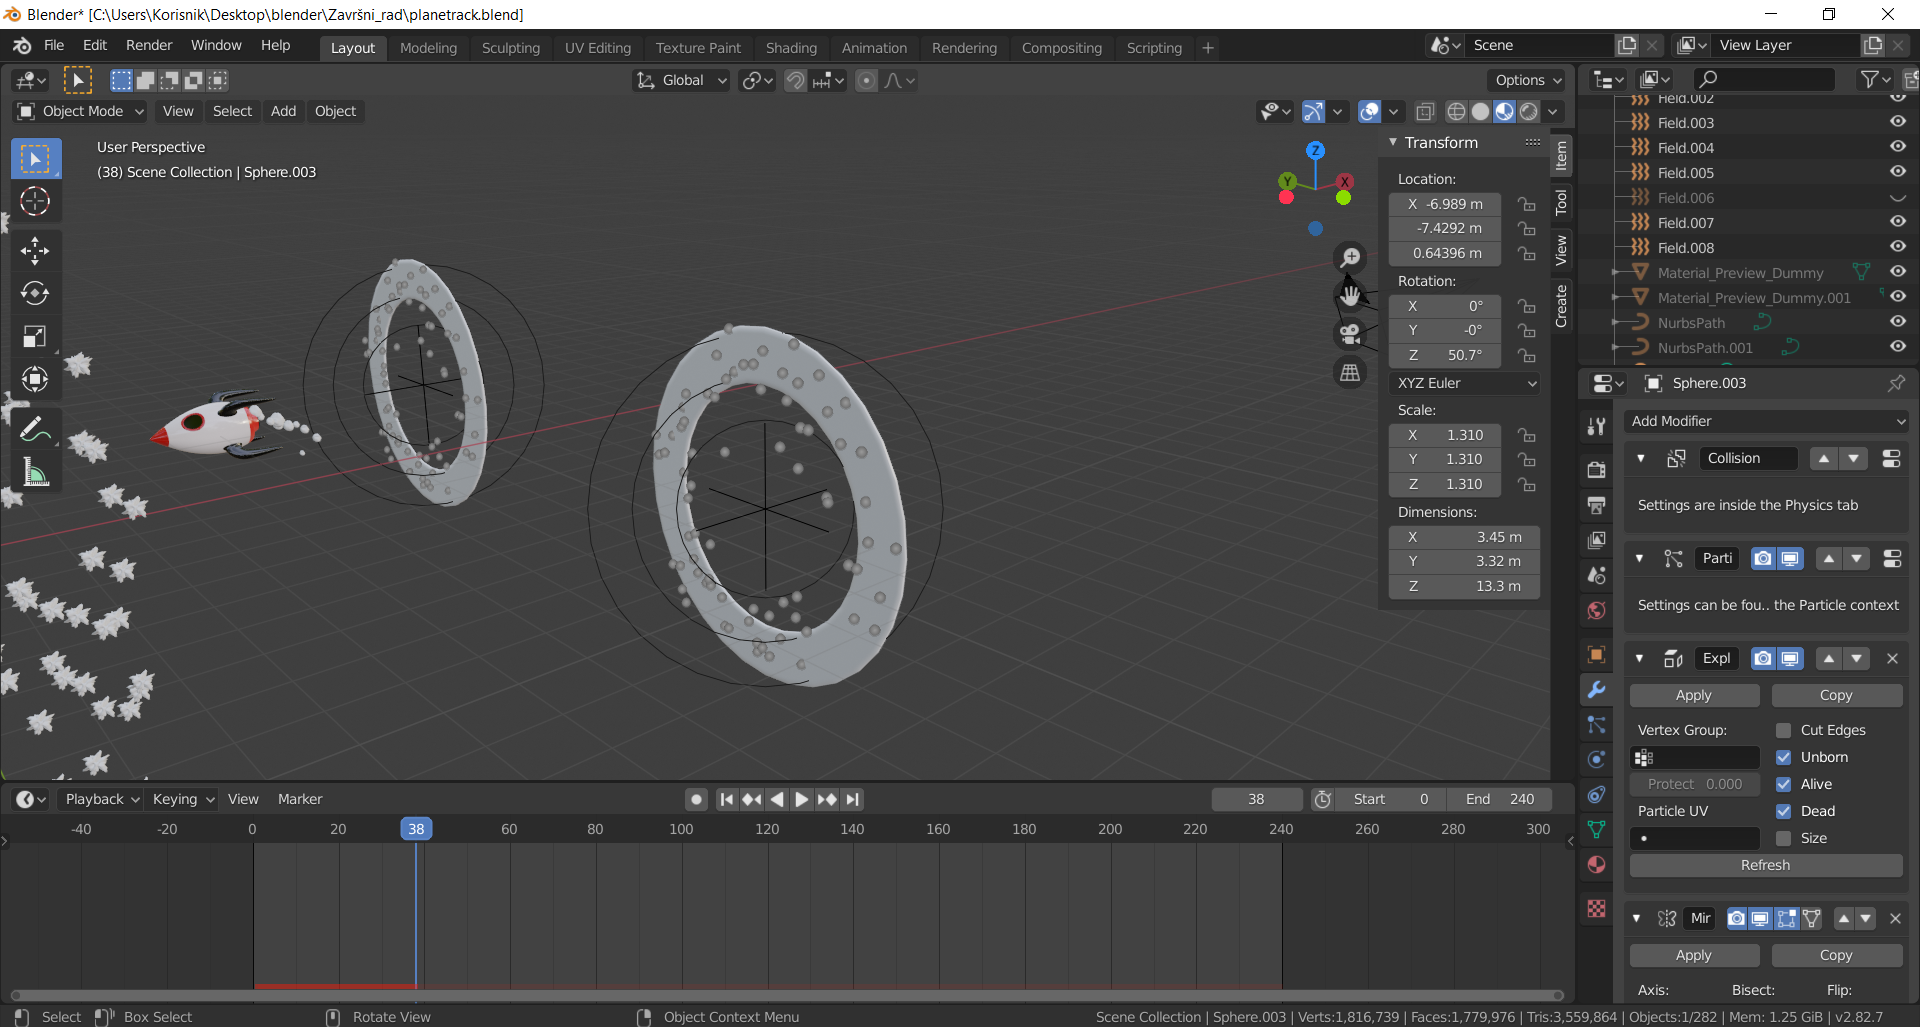 Blender* [C:\Users\Korisnik\Desktop\blender\Završni_rad\planetrack.blend]
File Edit Render Window Help Layout Modeling Sculpting UV Editing Texture Paint Shading Animation Rendering Compositing Scripting + Scene View Layer
Global Options
Object Mode View Select Add Object
User Perspective
(38) Scene Collection | Sphere.003
Z
Y X
Transform
Location:
X -6.989 m
-7.4292 m
0.64396 m
Rotation:
X 0°
Y -0°
Z 50.7°
XYZ Euler
Scale:
X 1.310
Y 1.310
Z 1.310
Dimensions:
X 3.45 m
Y 3.32 m
Z 13.3 m
Item
Tool
View
Create
Field.002
Field.003
Field.004
Field.005
Field.006
Field.007
Field.008
Material_Preview_Dummy
Material_Preview_Dummy.001
NurbsPath
NurbsPath.001
Sphere.003
Add Modifier
Collision
Settings are inside the Physics tab
Parti
Settings can be fou.. the Particle context
Expl
Apply Copy
Vertex Group: Cut Edges
Unborn
Protect 0.000 Alive
Particle UV Dead
Size
Refresh
Mir
Apply Copy
Axis: Bisect: Flip:
Playback Keying View Marker 38 Start 0 End 240
-40 -20 0 20 38 60 80 100 120 140 160 180 200 220 240 260 280 300
Select Box Select Rotate View Object Context Menu Scene Collection | Sphere.003 | Verts:1,816,739 | Faces:1,779,976 | Tris:3,559,864 | Objects:1/282 | Mem: 1.25 GiB | v2.82.7